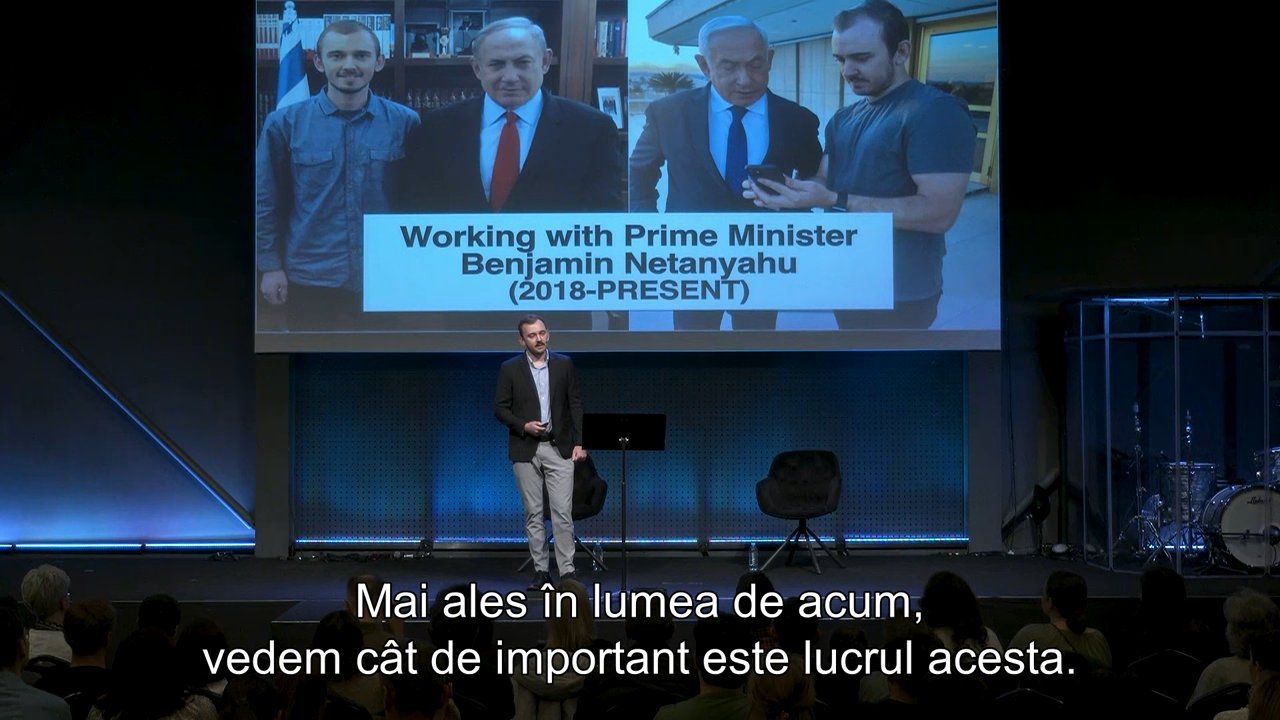 Working with Prime Minister
Benjamin Netanyahu
(2018-PRESENT)
Mai ales în lumea de acum,
vedem cât de important este lucrul acesta.